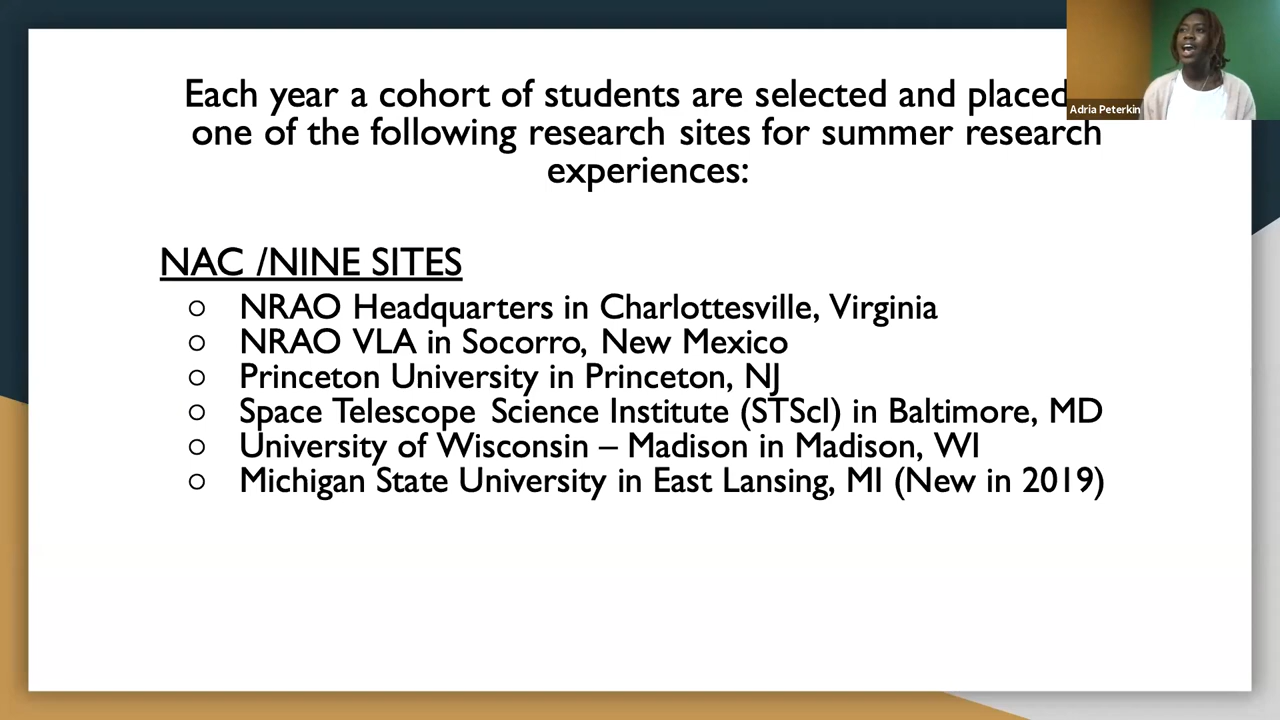 Each year a cohort of students are selected and placed
one of the following research sites for summer research
experiences:
Adria Peterkin
NAC /NINE SITES
○ NRAO Headquarters in Charlottesville, Virginia
○ NRAO VLA in Socorro, New Mexico
○ Princeton University in Princeton, NJ
○ Space Telescope Science Institute (STScI) in Baltimore, MD
○ University of Wisconsin – Madison in Madison, WI
○ Michigan State University in East Lansing, MI (New in 2019)